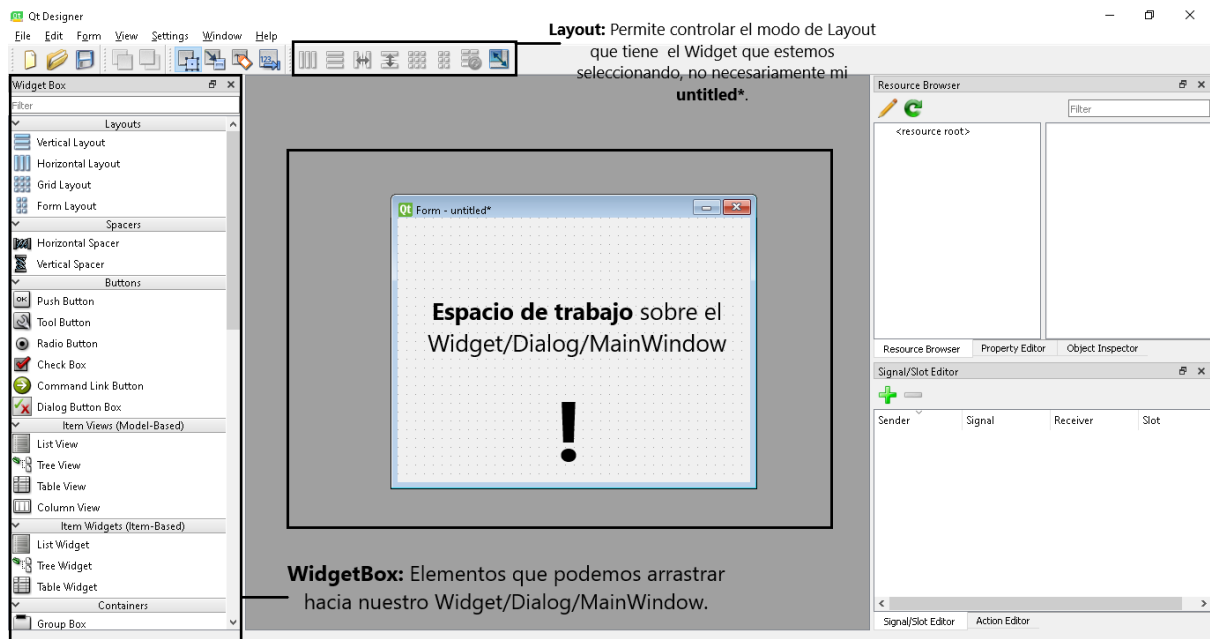 Qt Designer
File Edit Form View Settings Window Help
Layout: Permite controlar el modo de Layout
que tiene el Widget que estemos
seleccionando, no necesariamente mi
untitled*.
Widget Box
Filter
Layouts
Vertical Layout
Horizontal Layout
Grid Layout
Form Layout
Spacers
Horizontal Spacer
Vertical Spacer
Buttons
Push Button
Tool Button
Radio Button
Check Box
Command Link Button
Dialog Button Box
Item Views (Model-Based)
List View
Tree View
Table View
Column View
Item Widgets (Item-Based)
List Widget
Tree Widget
Table Widget
Containers
Group Box
Form - untitled*
Espacio de trabajo sobre el
Widget/Dialog/MainWindow
!
WidgetBox: Elementos que podemos arrastrar
hacia nuestro Widget/Dialog/MainWindow.
Resource Browser
Filter
<resource root>
Resource Browser Property Editor Object Inspector
Signal/Slot Editor
Sender Signal Receiver Slot
Signal/Slot Editor Action Editor